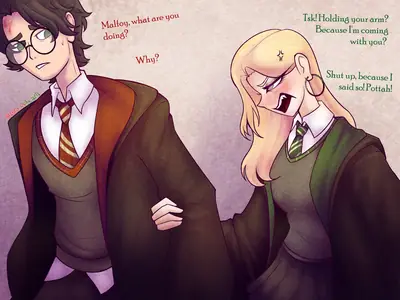 Malfoy, what are you
doing?
Why?
Tsk! Holding your arm?
Because I'm coming
with you?
Shut up, because I
said so! Pottah!